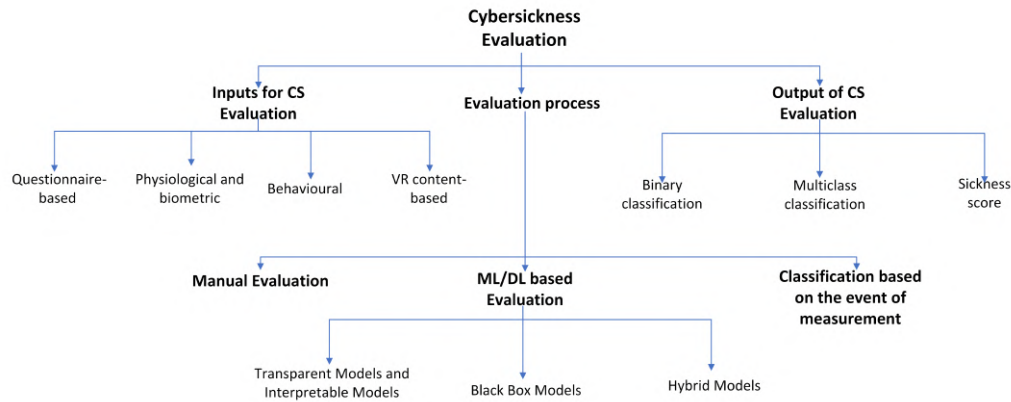 Cybersickness
Evaluation
Inputs for CS
Evaluation
Evaluation process
Output of CS
Evaluation
Questionnaire-
based
Physiological and
biometric
Behavioural
VR content-
based
Binary
classification
Multiclass
classification
Sickness
score
Manual Evaluation
ML/DL based
Evaluation
Classification based
on the event of
measurement
Transparent Models and
Interpretable Models
Black Box Models
Hybrid Models